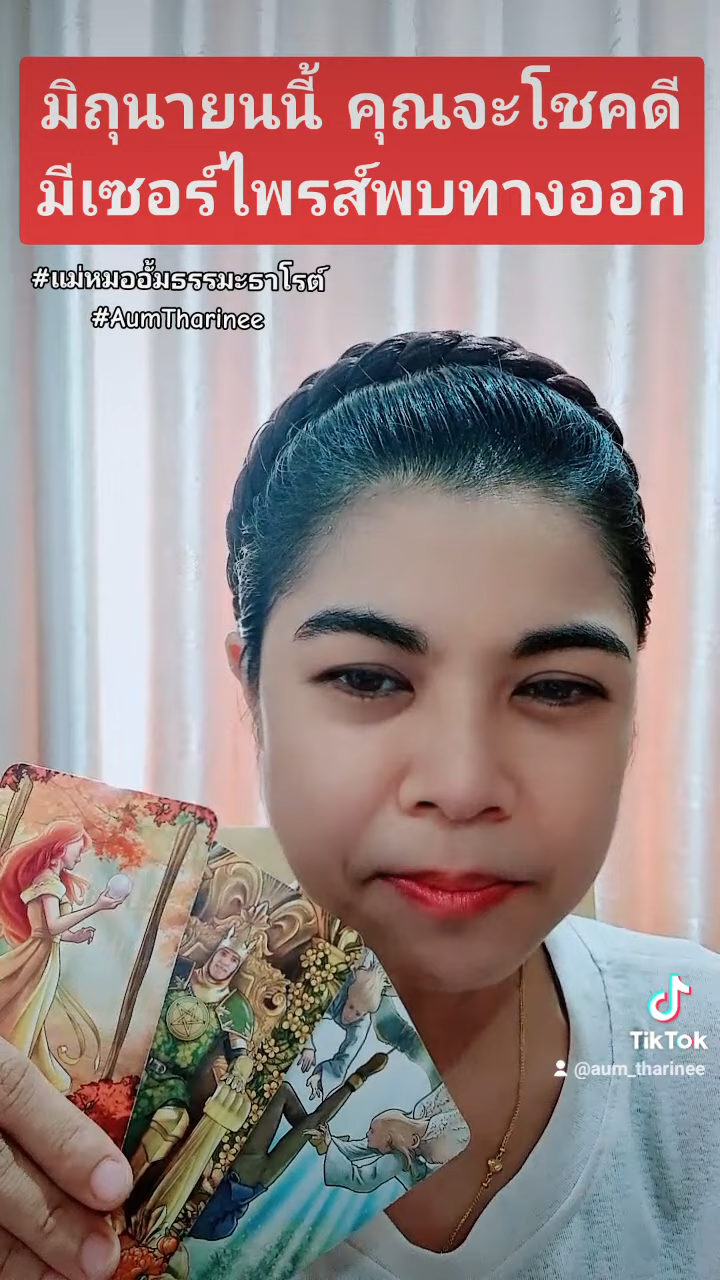 มิถุนายนนี้ คุณจะโชคดี
มีเซอร์ไพรส์พบทางออก
#แม่หมออั้มธรรมะธาโรต์
#AumTharinee
TikTok
@aum_tharinee